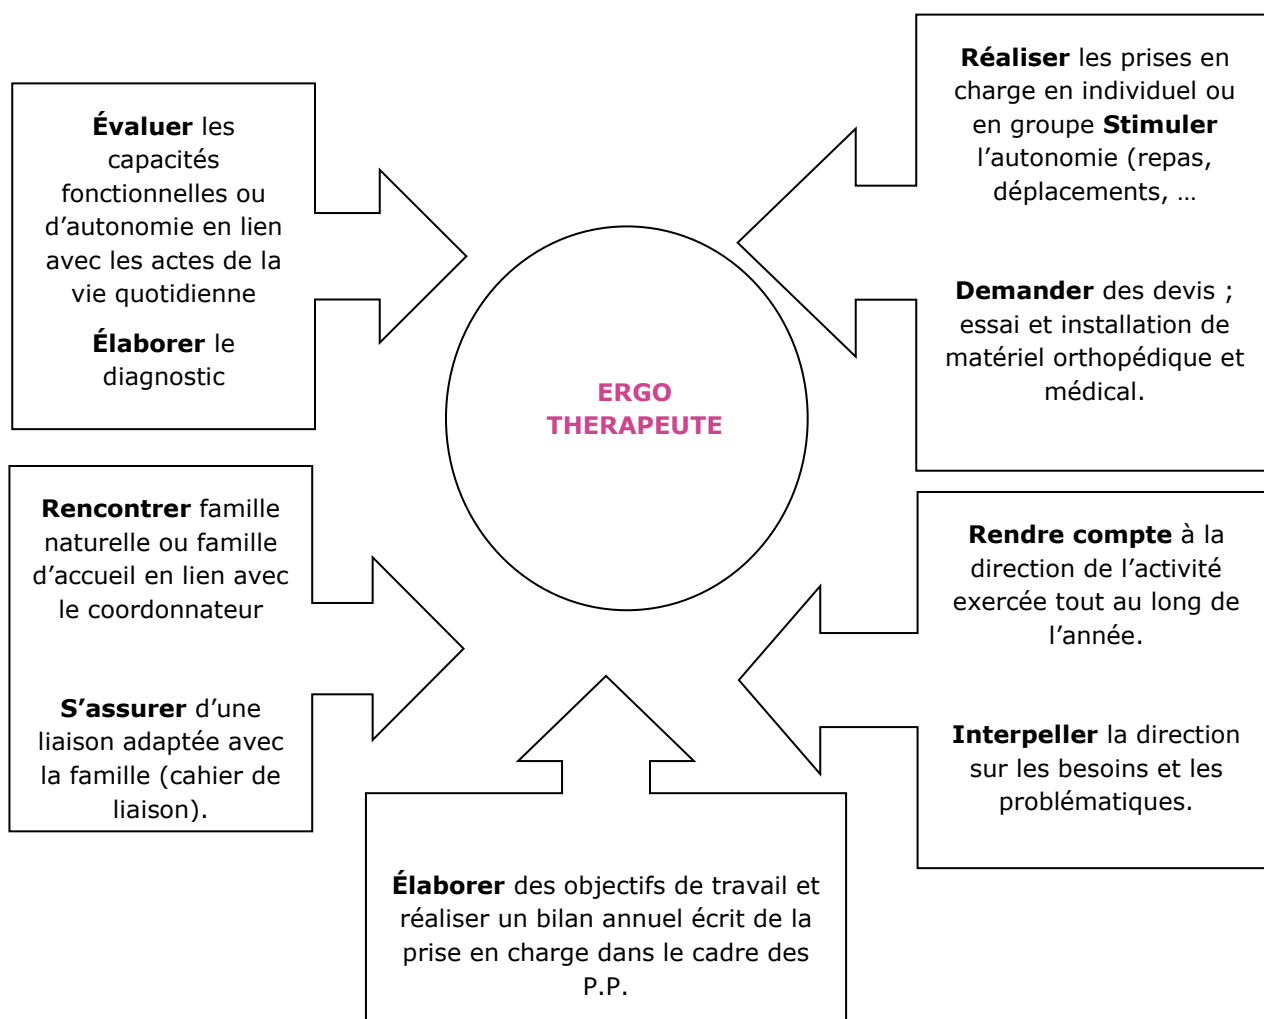 Évaluer les
capacités
fonctionnelles ou
d’autonomie en lien
avec les actes de la
vie quotidienne
Élaborer le
diagnostic
Réaliser les prises en
charge en individuel ou
en groupe Stimuler
l’autonomie (repas,
déplacements, …
Demander des devis ;
essai et installation de
matériel orthopédique et
médical.
ERGO
THERAPEUTE
Rencontrer famille
naturelle ou famille
d’accueil en lien avec
le coordonnateur
S’assurer d’une
liaison adaptée avec
la famille (cahier de
liaison).
Rendre compte à la
direction de l’activité
exercée tout au long de
l’année.
Interpeller la direction
sur les besoins et les
problématiques.
Élaborer des objectifs de travail et
réaliser un bilan annuel écrit de la
prise en charge dans le cadre des
P.P.